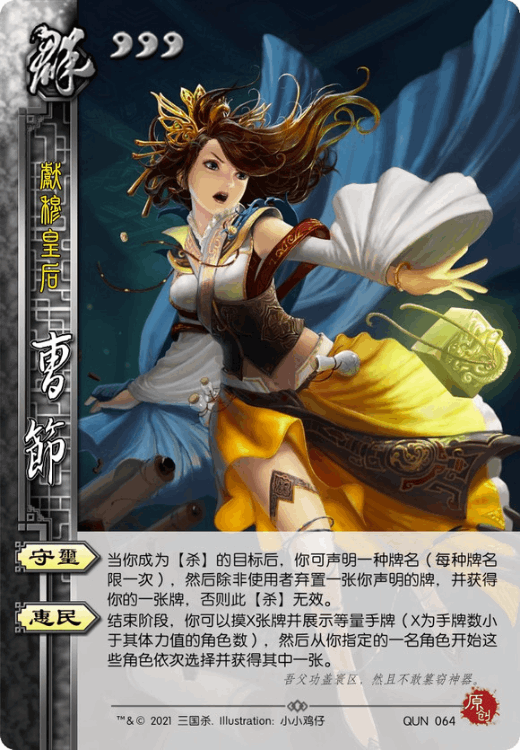 群
獻穆皇后
曹節
守璽
当你成为【杀】的目标后，你可声明一种牌名（每种牌名
限一次），然后除非使用者弃置一张你声明的牌，并获得
你的一张牌，否则此【杀】无效。
惠民
结束阶段，你可以摸X张牌并展示等量手牌（X为手牌数小
于其体力值的角色数），然后从你指定的一名角色开始这
些角色依次选择并获得其中一张。
吾父功盖寰区，然且不敢篡窃神器。
™&© 2021 三国杀. Illustration: 小小鸡仔
QUN 064
原创